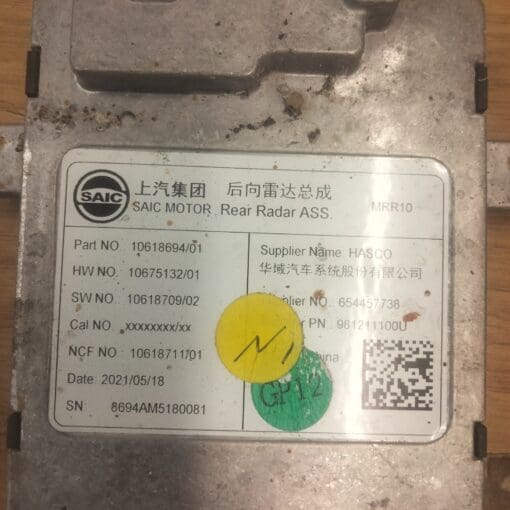 SAIC
上汽集团 后向雷达总成
SAIC MOTOR Rear Radar ASS. MRR10
Part NO 10618694/01
HW NO 10675132/01
SW NO 10618709/02
Cal NO xxxxxxxx/xx
NCF NO 10618711/01
Date 2021/05/18
SN 8694AM5180081
Supplier Name HASCO
华域汽车系统股份有限公司
NO. 654457738
PN 981211100U
China
GP12